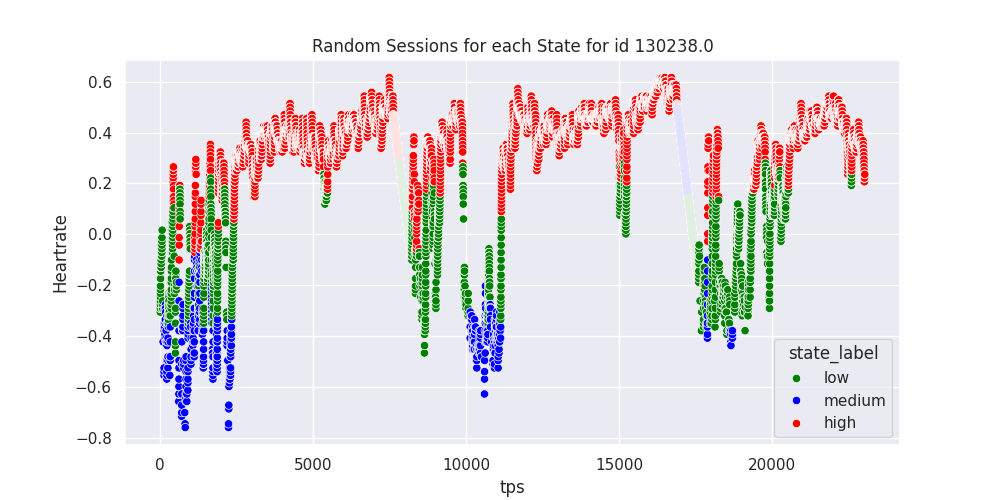 Random Sessions for each State for id 130238.0
Heartrate
0.6
0.4
0.2
0.0
−0.2
−0.4
−0.6
−0.8
state_label
low
medium
high
0
5000
10000
15000
20000
tps